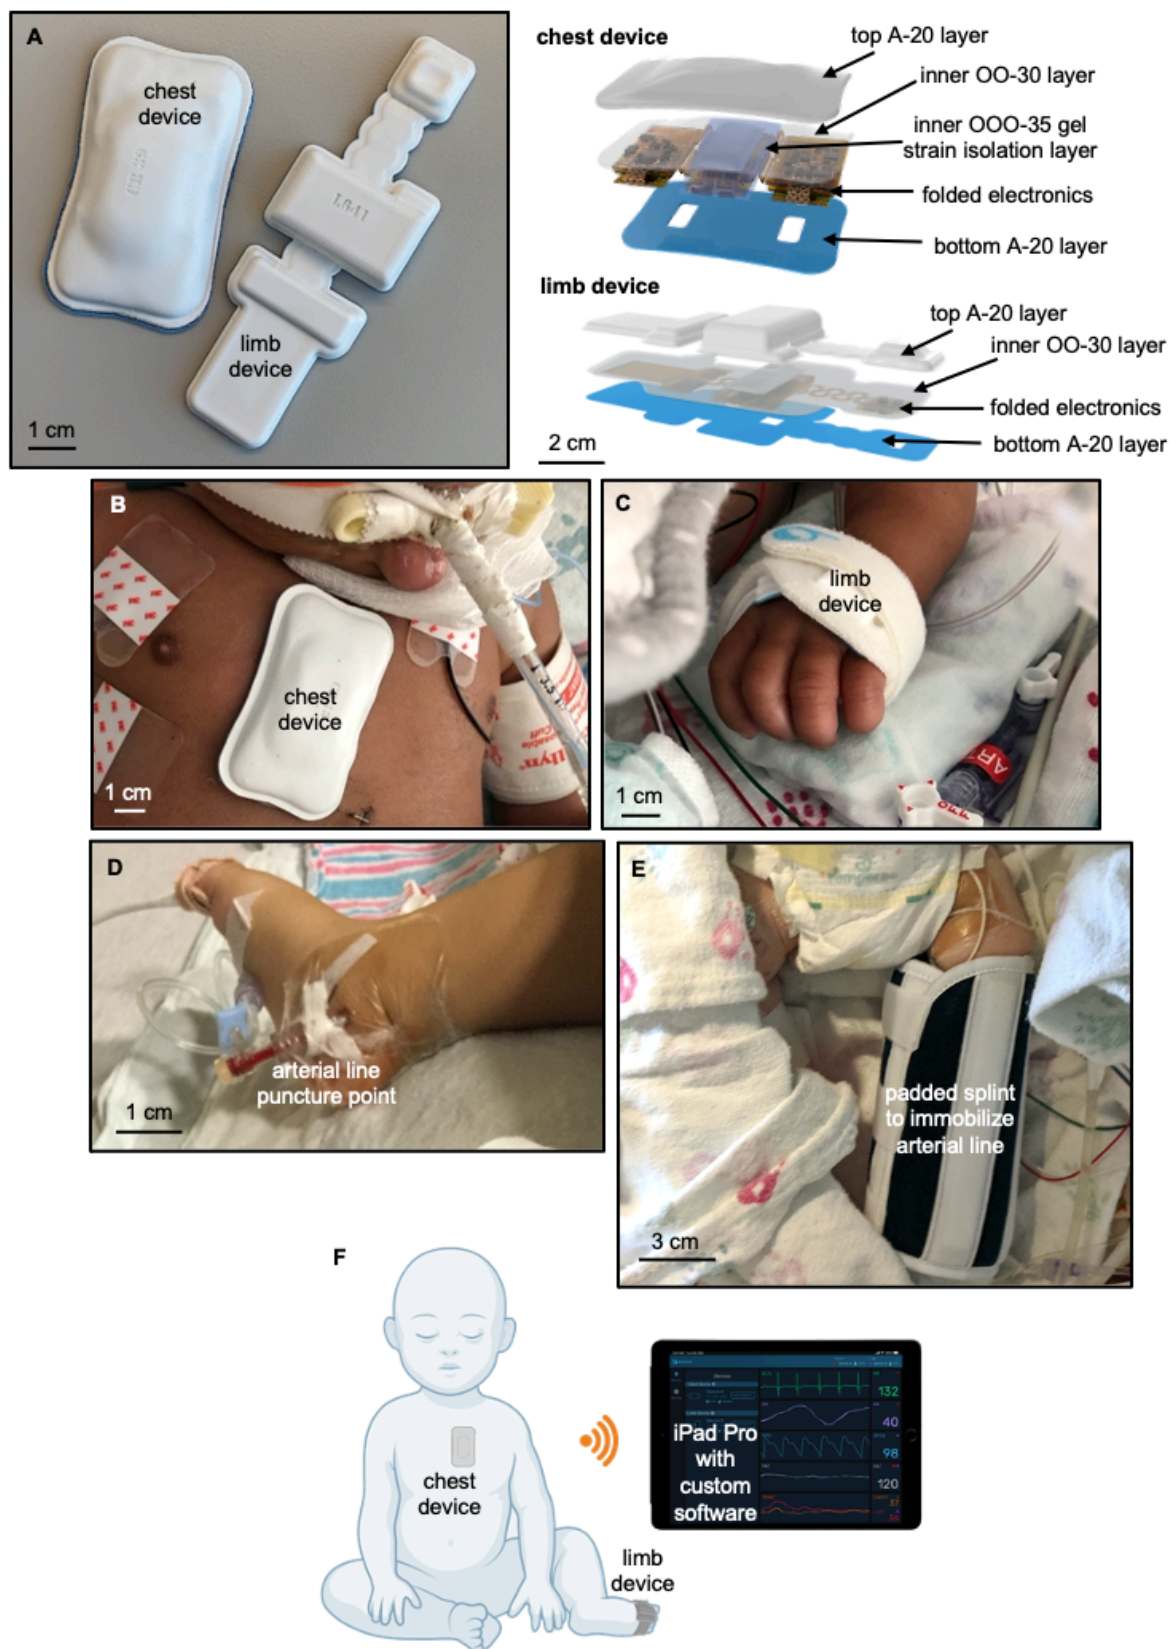 A
chest
device
limb
device
1 cm
chest device
top A-20 layer
inner OO-30 layer
inner OOO-35 gel
strain isolation layer
folded electronics
bottom A-20 layer
limb device
top A-20 layer
inner OO-30 layer
folded electronics
bottom A-20 layer
2 cm
B
chest
device
1 cm
C
limb
device
1 cm
D
arterial line
puncture point
1 cm
E
padded splint
to immobilize
arterial line
3 cm
F
chest
device
limb
device
iPad Pro
with
custom
software
132
40
98
120